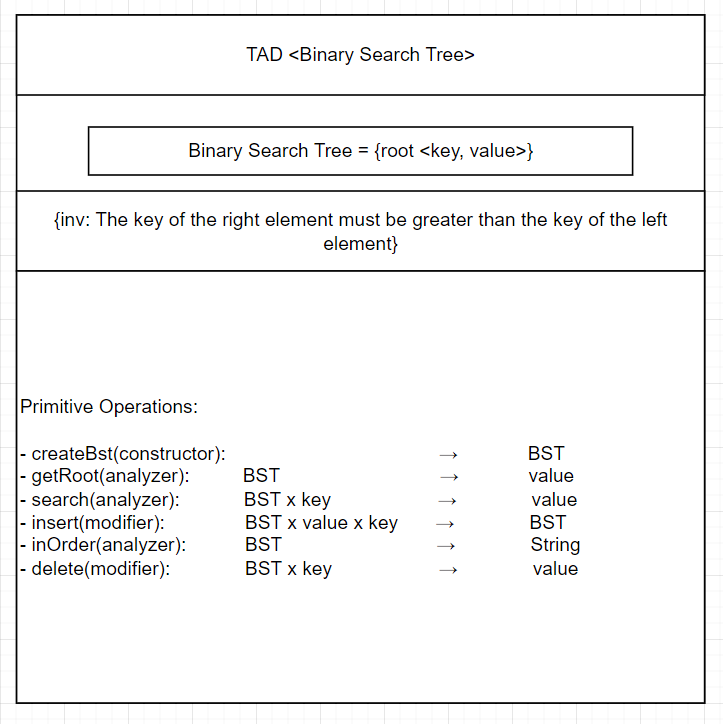 TAD <Binary Search Tree>
Binary Search Tree = {root <key, value>}
{inv: The key of the right element must be greater than the key of the left
element}
Primitive Operations:
- createBst(constructor): → BST
- getRoot(analyzer): BST → value
- search(analyzer): BST x key → value
- insert(modifier): BST x value x key → BST
- inOrder(analyzer): BST → String
- delete(modifier): BST x key → value